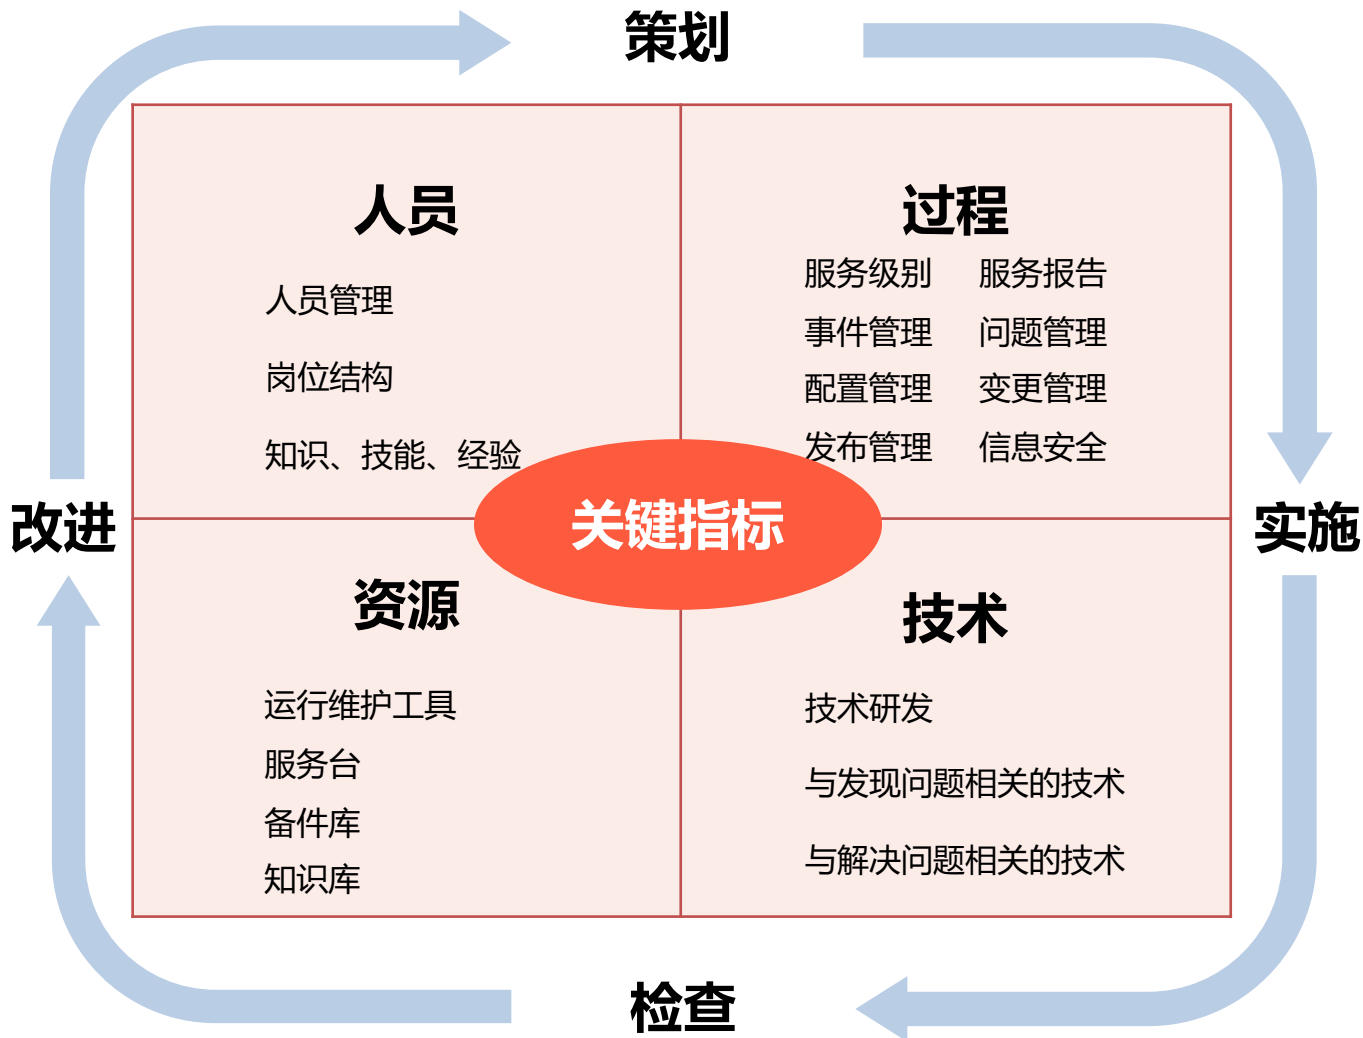 策划
人员
人员管理
岗位结构
知识、技能、经验
过程
服务级别 服务报告
事件管理 问题管理
配置管理 变更管理
发布管理 信息安全
关键指标
改进
实施
资源
运行维护工具
服务台
备件库
知识库
技术
技术研发
与发现问题相关的技术
与解决问题相关的技术
检查